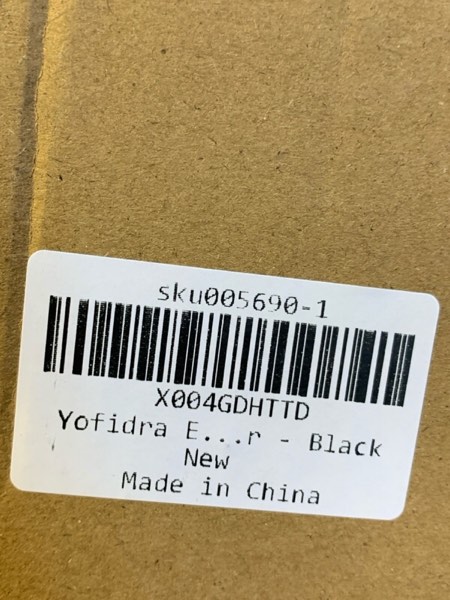 sku005690-1
X004GDHTTD
Yofidra E...r - Black
New
Made in China